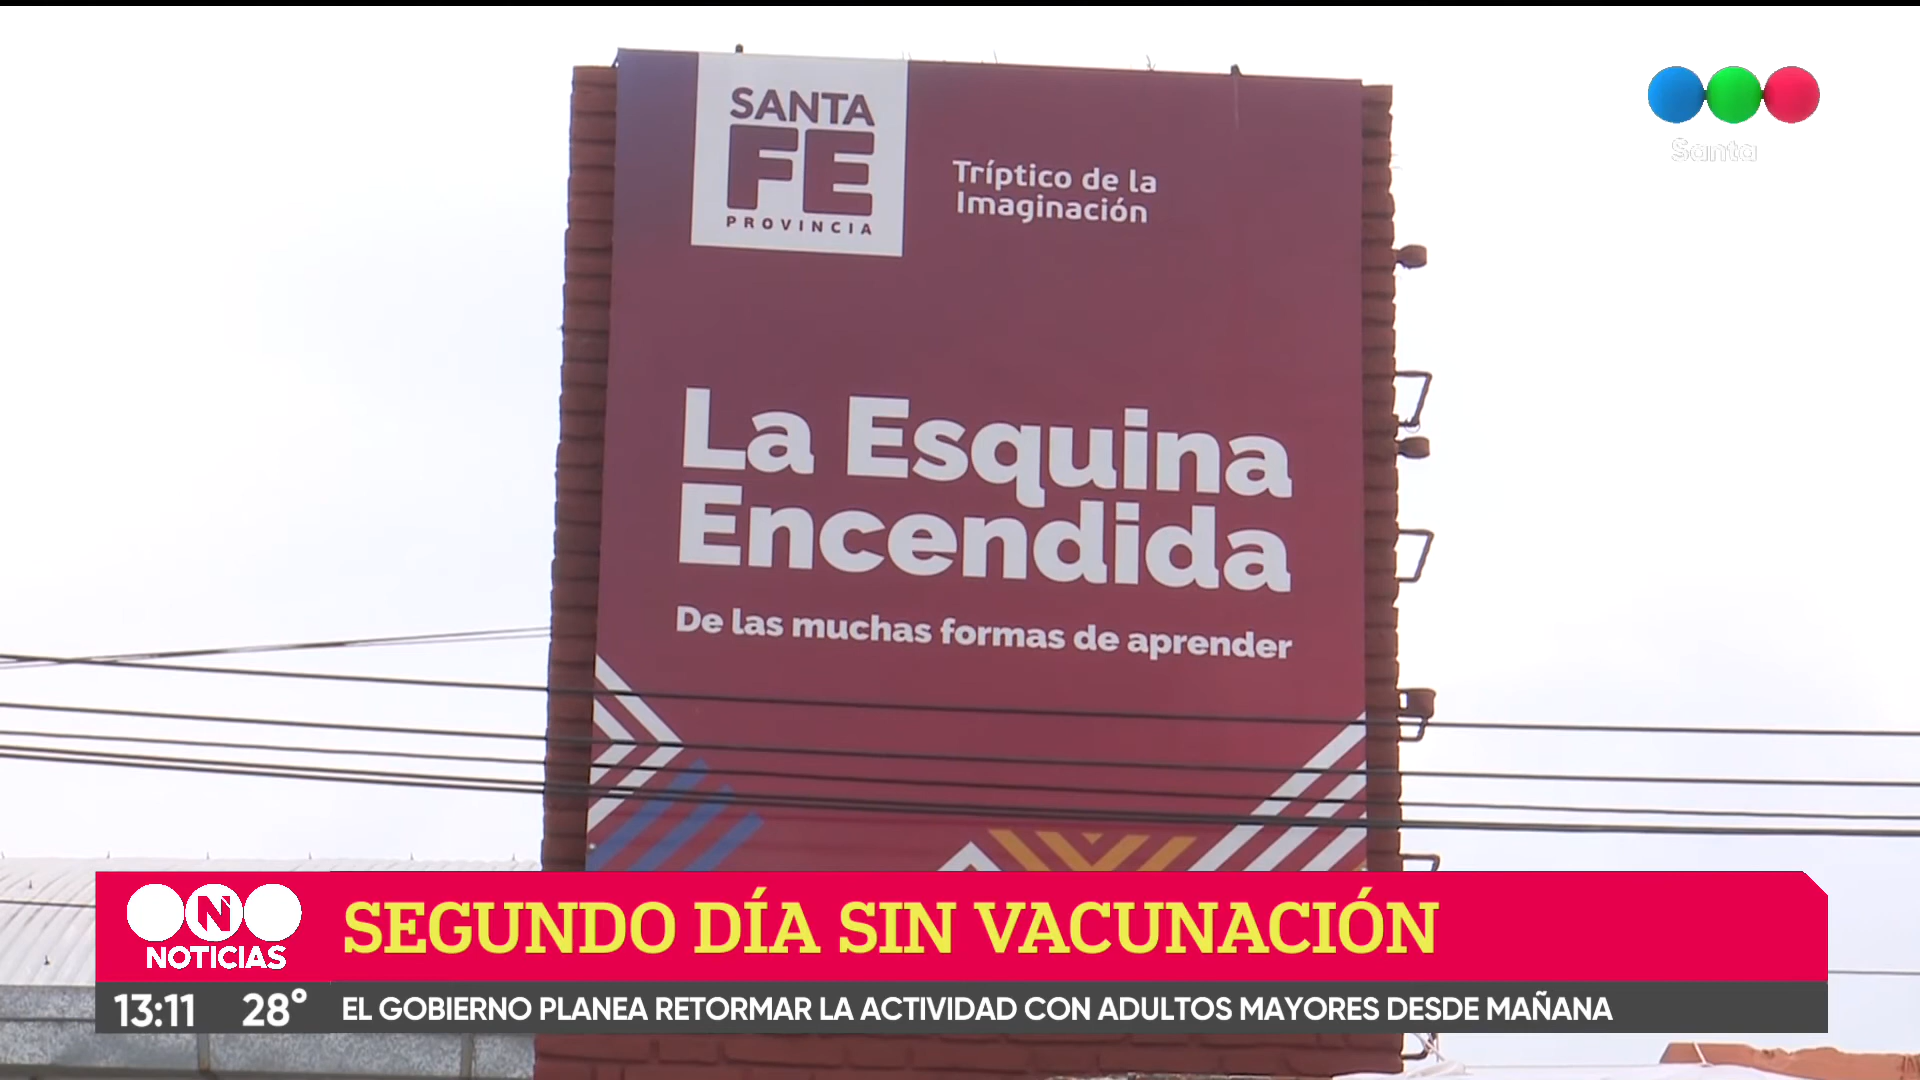 SANTA
FE
PROVINCIA
Tríptico de la
Imaginación
Santa
La Esquina
Encendida
De las muchas formas de aprender
N
NOTICIAS
SEGUNDO DÍA SIN VACUNACIÓN
13:11 28° EL GOBIERNO PLANEA RETORMAR LA ACTIVIDAD CON ADULTOS MAYORES DESDE MAÑANA